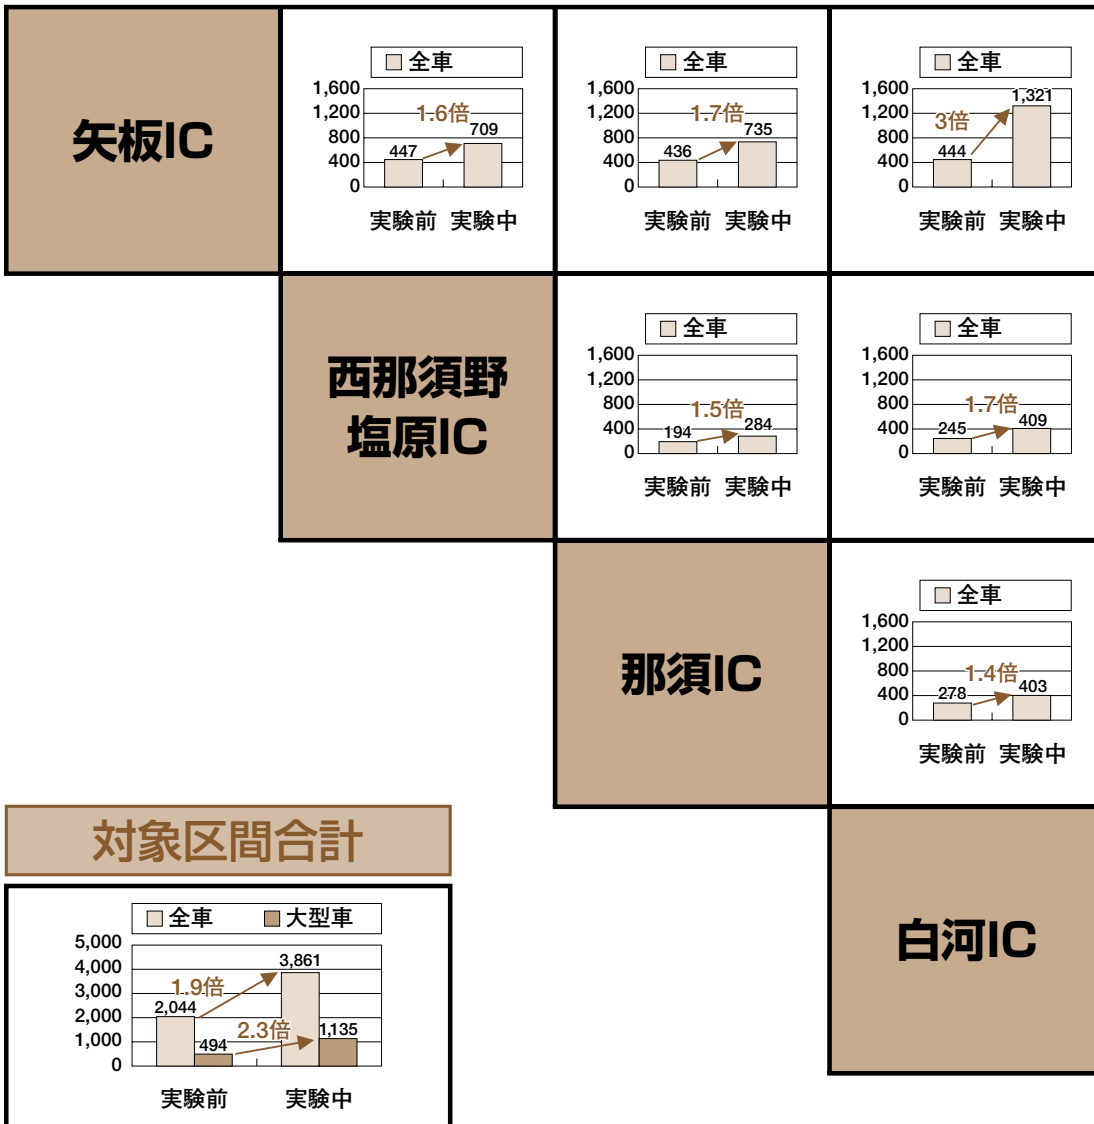 矢板IC
全車
1,600
1,200
800
400
0
1.6倍
447
709
実験前 実験中
全車
1,600
1,200
800
400
0
1.7倍
436
735
実験前 実験中
全車
1,600
1,200
800
400
0
3倍
444
1,321
実験前 実験中
西那須野
塩原IC
全車
1,600
1,200
800
400
0
1.5倍
194
284
実験前 実験中
全車
1,600
1,200
800
400
0
1.7倍
245
409
実験前 実験中
那須IC
全車
1,600
1,200
800
400
0
1.4倍
278
403
実験前 実験中
白河IC
対象区間合計
全車 大型車
5,000
4,000
3,000
2,000
1,000
0
1.9倍
2,044
3,861
2.3倍
494
1,135
実験前 実験中